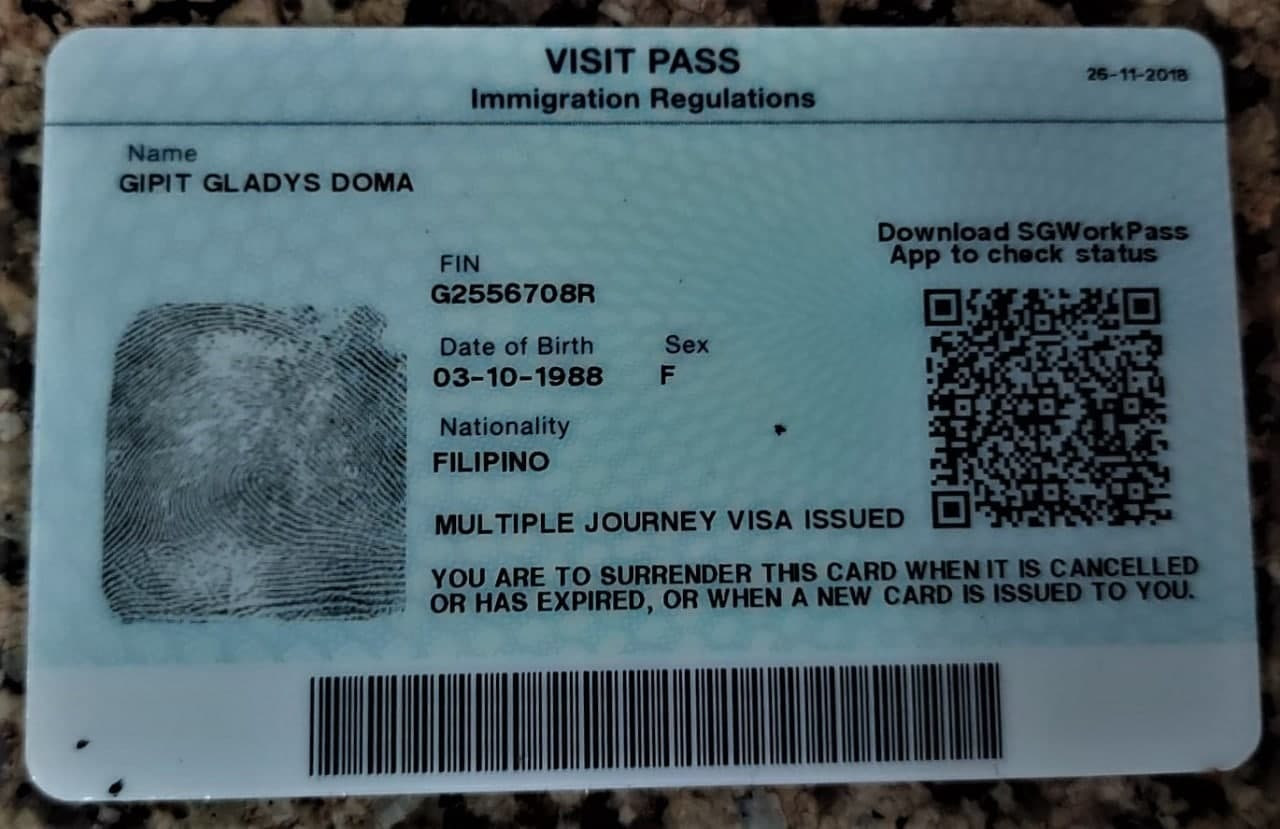 VISIT PASS
Immigration Regulations
26-11-2018
Name
GIPIT GLADYS DOMA
Download SGWorkPass
App to check status
FIN
G2556708R
Date of Birth
Sex
03-10-1988
F
Nationality
FILIPINO
MULTIPLE JOURNEY VISA ISSUED
YOU ARE TO SURRENDER THIS CARD WHEN IT IS CANCELLED
OR HAS EXPIRED, OR WHEN A NEW CARD IS ISSUED TO YOU.